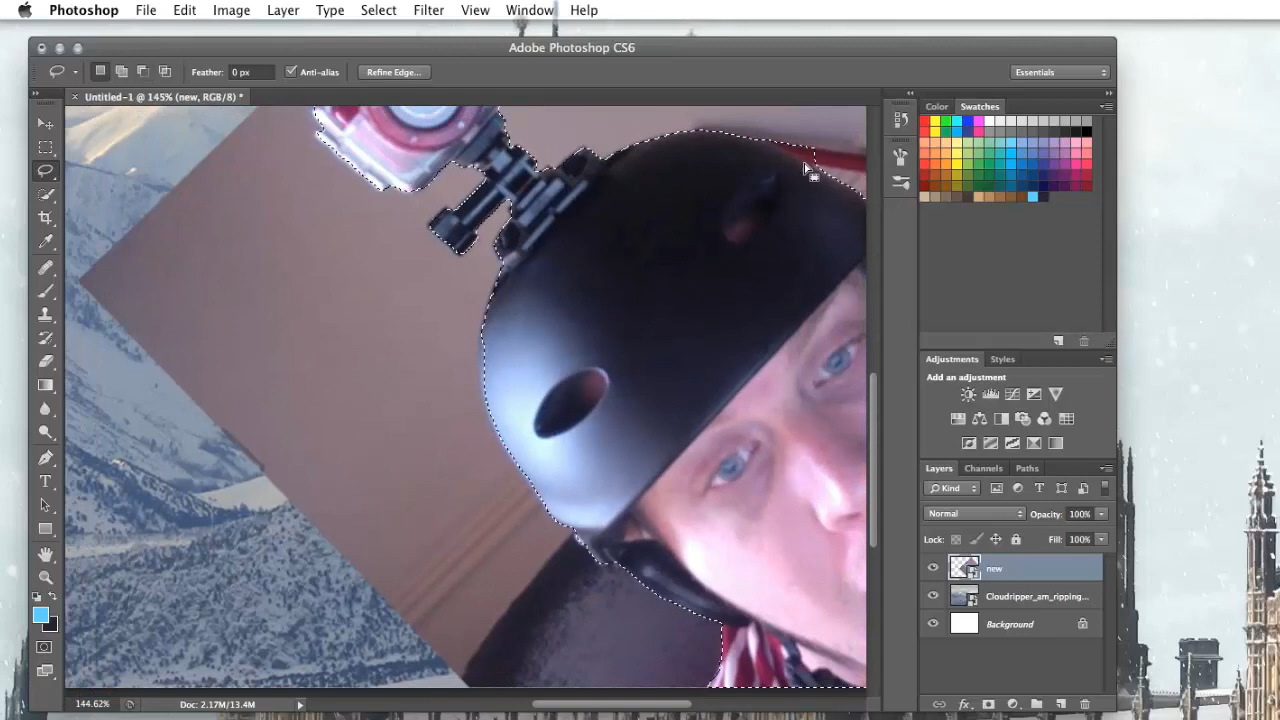 Photoshop File Edit Image Layer Type Select Filter View Window Help
Adobe Photoshop CS6
Feather: 0 px Anti-alias Refine Edge... Essentials
Untitled-1 @ 145% (new, RGB/8) *
Color Swatches
Adjustments Styles
Add an adjustment
Layers Channels Paths
Kind
Normal Opacity: 100%
Lock: Fill: 100%
new
Cloudripper_am_ripping...
Background
144.62% Doc: 2.17M/13.4M
fx